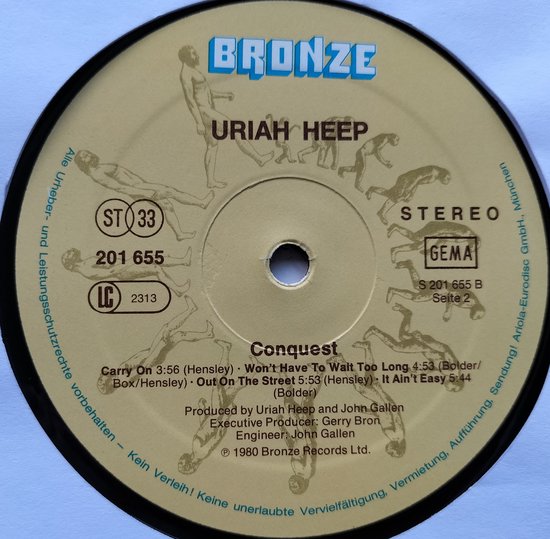 BRONZE
URIAH HEEP
ST 33
201 655
LC 2313
STEREO
GEMA
S 201 655 B
Seite 2
Conquest
Carry On 3:56 (Hensley) · Won't Have To Wait Too Long 4:53 (Bolder/
Box/Hensley) · Out On The Street 5:53 (Hensley) · It Ain't Easy 5:44
(Bolder)
Produced by Uriah Heep and John Gallen
Executive Producer: Gerry Bron
Engineer: John Gallen
℗ 1980 Bronze Records Ltd.
Alle Urheber- und Leistungsschutzrechte vorbehalten – Kein Verleih! Keine unerlaubte Vervielfältigung, Vermietung, Aufführung, Sendung! Ariola-Eurodisc GmbH., München